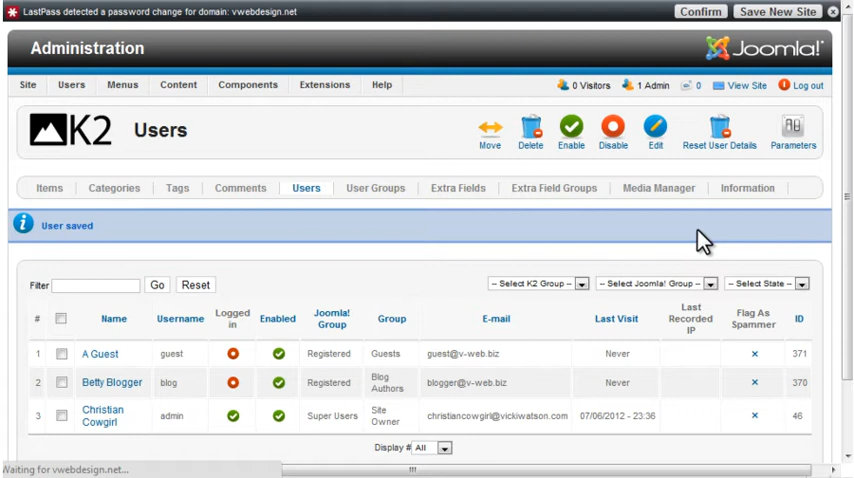 LastPass detected a password change for domain: vwebdesign.net Confirm Save New Site
Administration Joomla!
Site Users Menus Content Components Extensions Help 0 Visitors 1 Admin 0 View Site Log out
K2 Users Move Delete Enable Disable Edit Reset User Details Parameters
Items Categories Tags Comments Users User Groups Extra Fields Extra Field Groups Media Manager Information
User saved
Filter Go Reset -- Select K2 Group -- -- Select Joomla! Group -- -- Select State --
# Name Username Logged in Enabled Joomla! Group Group E-mail Last Visit Last Recorded IP Flag As Spammer ID
1 A Guest guest Registered Guests guest@v-web.biz Never 371
2 Betty Blogger blog Registered Blog Authors blogger@v-web.biz Never 370
3 Christian Cowgirl admin Super Users Site Owner christiancowgirl@vickiwatson.com 07/06/2012 - 23:36 46
Display # All
Waiting for vwebdesign.net...